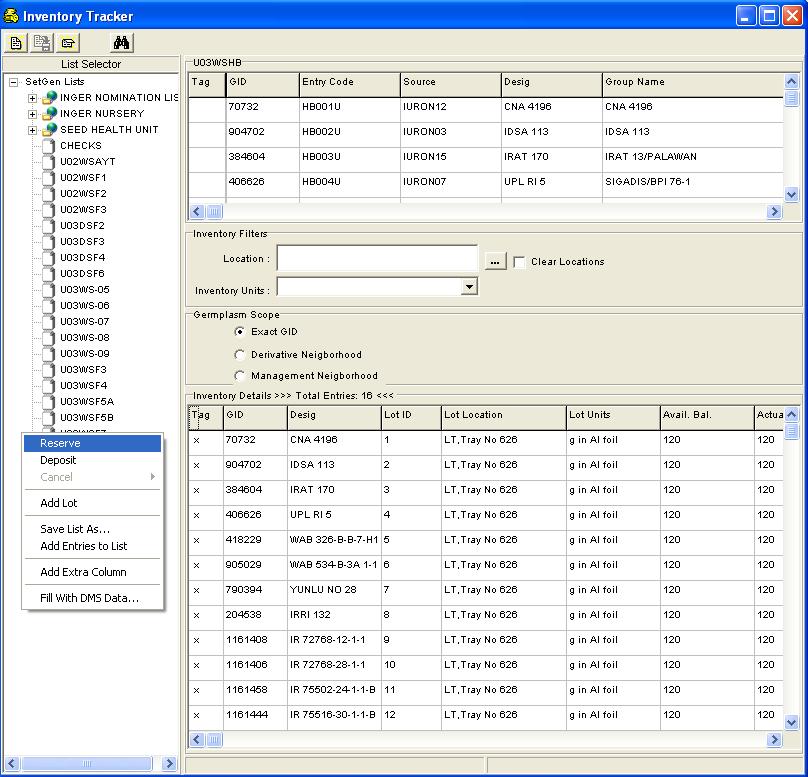 Inventory Tracker
List Selector
SetGen Lists
INGER NOMINATION LIS
INGER NURSERY
SEED HEALTH UNIT
CHECKS
U02WSAYT
U02WSF1
U02WSF2
U02WSF3
U03DSF2
U03DSF3
U03DSF4
U03DSF6
U03WS-05
U03WS-06
U03WS-07
U03WS-08
U03WS-09
U03WSF3
U03WSF4
U03WSF5A
U03WSF5B
Reserve
Deposit
Cancel
Add Lot
Save List As...
Add Entries to List
Add Extra Column
Fill With DMS Data...
U03WSHB
Tag GID Entry Code Source Desig Group Name
70732 HB001U IURON12 CNA 4196 CNA 4196
904702 HB002U IURON03 IDSA 113 IDSA 113
384604 HB003U IURON15 IRAT 170 IRAT 13/PALAWAN
406626 HB004U IURON07 UPL RI 5 SIGADIS/BPI 76-1
Inventory Filters
Location : ... Clear Locations
Inventory Units :
Germplasm Scope
Exact GID
Derivative Neigborhood
Management Neigborhood
Inventory Details >>> Total Entries: 16 <<<
Tag GID Desig Lot ID Lot Location Lot Units Avail. Bal. Actua
x 70732 CNA 4196 1 LT,Tray No 626 g in Al foil 120 120
x 904702 IDSA 113 2 LT,Tray No 626 g in Al foil 120 120
x 384604 IRAT 170 3 LT,Tray No 626 g in Al foil 120 120
x 406626 UPL RI 5 4 LT,Tray No 626 g in Al foil 120 120
x 418229 WAB 326-B-B-7-H1 5 LT,Tray No 626 g in Al foil 120 120
x 905029 WAB 534-B-3A 1-1 6 LT,Tray No 626 g in Al foil 120 120
x 790394 YUNLU NO 28 7 LT,Tray No 626 g in Al foil 120 120
x 204538 IRRI 132 8 LT,Tray No 626 g in Al foil 120 120
x 1161408 IR 72768-12-1-1 9 LT,Tray No 626 g in Al foil 120 120
x 1161406 IR 72768-28-1-1 10 LT,Tray No 626 g in Al foil 120 120
x 1161458 IR 75502-24-1-1-B 11 LT,Tray No 626 g in Al foil 120 120
x 1161444 IR 75516-30-1-1-B 12 LT,Tray No 626 g in Al foil 120 120